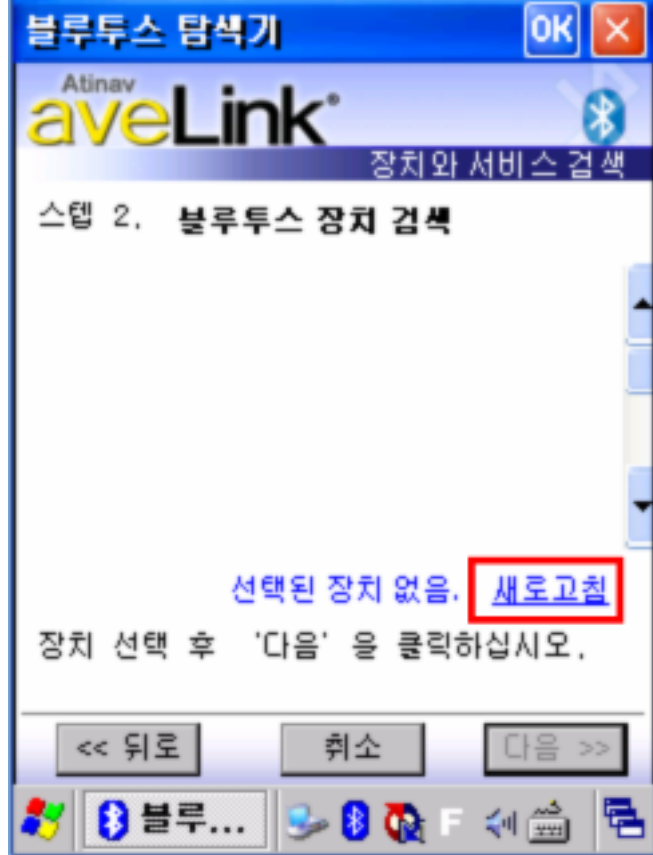 블루투스 탐색기 OK
Atinav
aveLink®
장치와 서비스 검색
스텝 2. 블루투스 장치 검색
선택된 장치 없음. 새로고침
장치 선택 후 '다음' 을 클릭하십시오.
<< 뒤로 취소 다음 >>
블루... F